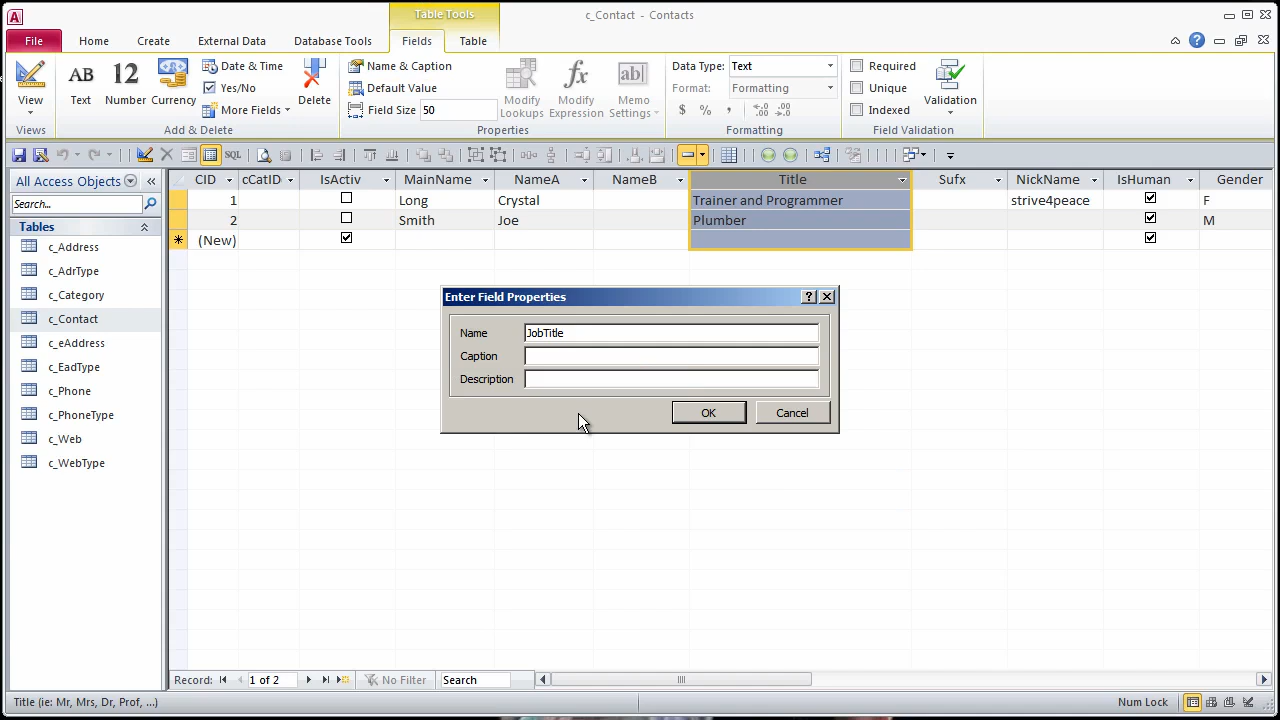 Table Tools
c_Contact - Contacts
File Home Create External Data Database Tools Fields Table
View
Views
AB
Text
12
Number
Currency
Date & Time
Yes/No
More Fields
Delete
Add & Delete
Name & Caption
Default Value
Field Size 50
Modify
Lookups
fx
Modify
Expression
ab
Memo
Settings
Properties
Data Type: Text
Format: Formatting
$ % , .00 .00
Formatting
Required
Unique
Indexed
Validation
Field Validation
SQL
All Access Objects
Search...
Tables
c_Address
c_AdrType
c_Category
c_Contact
c_eAddress
c_EadType
c_Phone
c_PhoneType
c_Web
c_WebType
CID cCatID IsActiv MainName NameA NameB Title Sufx NickName IsHuman Gender
1 Long Crystal Trainer and Programmer strive4peace F
2 Smith Joe Plumber M
(New)
Enter Field Properties
Name JobTitle
Caption
Description
OK Cancel
Record: 1 of 2 No Filter Search
Title (ie: Mr, Mrs, Dr, Prof, ...)
Num Lock